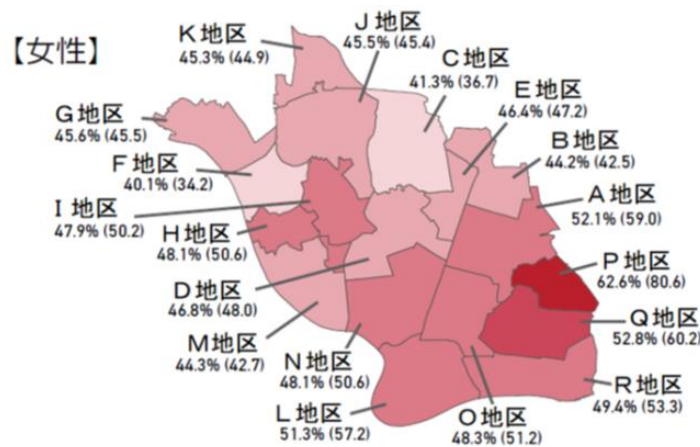 【女性】
K地区
45.3% (44.9)
J地区
45.5% (45.4)
C地区
41.3% (36.7)
E地区
46.4% (47.2)
G地区
45.6% (45.5)
B地区
44.2% (42.5)
F地区
40.1% (34.2)
A地区
52.1% (59.0)
I地区
47.9% (50.2)
H地区
48.1% (50.6)
P地区
62.6% (80.6)
D地区
46.8% (48.0)
Q地区
52.8% (60.2)
M地区
44.3% (42.7)
N地区
48.1% (50.6)
R地区
49.4% (53.3)
L地区
51.3% (57.2)
O地区
48.3% (51.2)